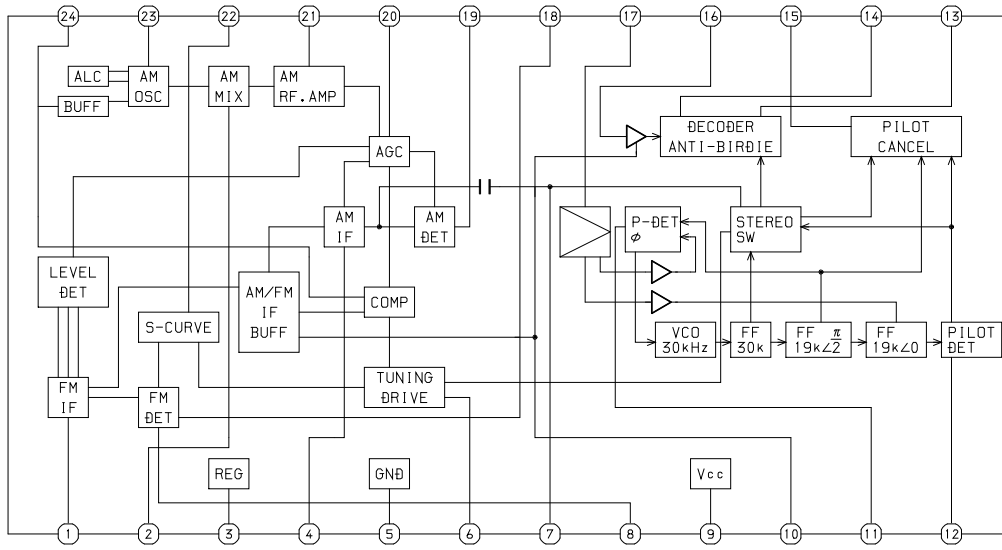 24 23 22 21 20 19 18 17 16 15 14 13
ALC
AM
OSC
AM
MIX
AM
RF.AMP
BUFF
DECODER
ANTI-BIRDIE
PILOT
CANCEL
AGC
AM
IF
AM
DET
P-DET
ø
STEREO
SW
LEVEL
DET
AM/FM
IF
BUFF
COMP
S-CURVE
VCO
30kHz
FF
30k
FF
19k∠π/2
FF
19k∠0
PILOT
DET
FM
IF
FM
DET
TUNING
DRIVE
REG
GND
Vcc
1 2 3 4 5 6 7 8 9 10 11 12